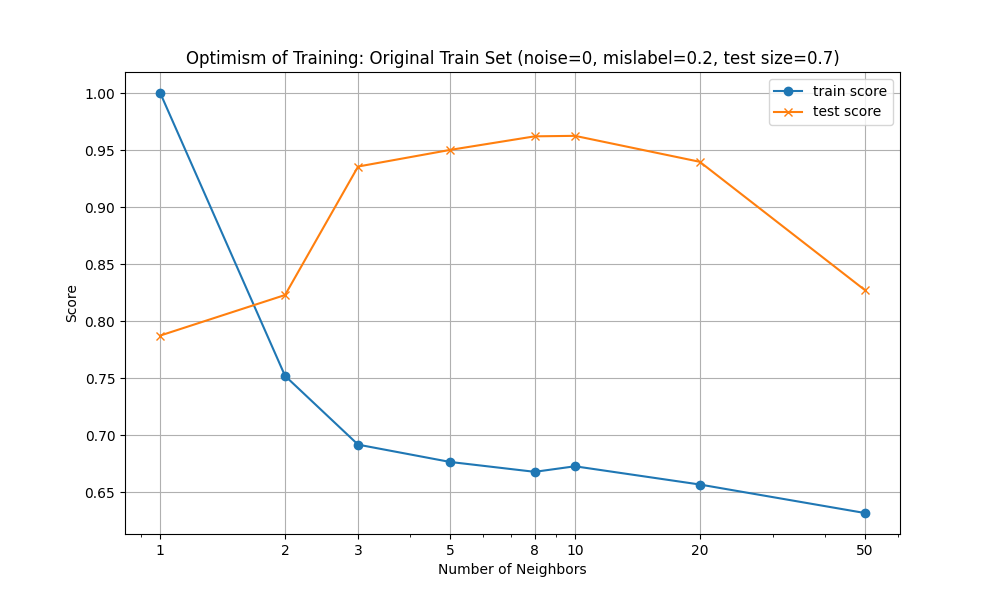 Optimism of Training: Original Train Set (noise=0, mislabel=0.2, test size=0.7)
train score
test score
1.00
0.95
0.90
0.85
0.80
0.75
0.70
0.65
Score
1 2 3 5 8 10 20 50
Number of Neighbors